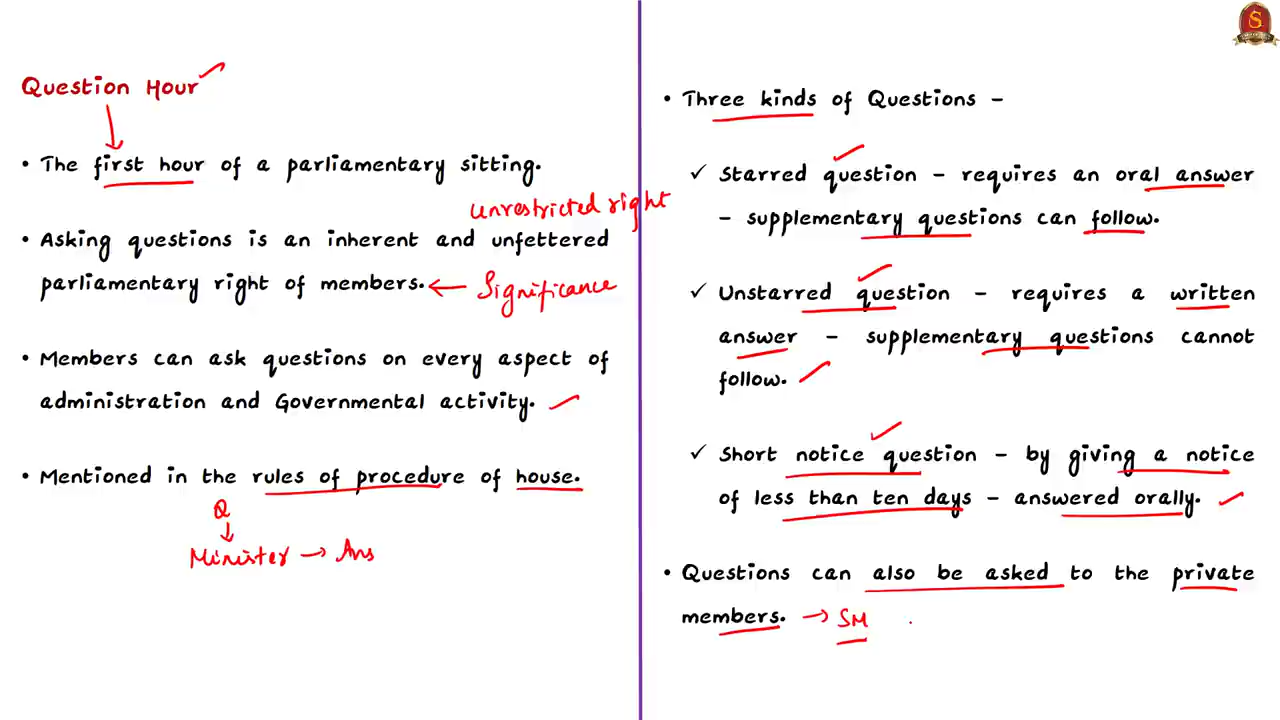 Question Hour
• The first hour of a parliamentary sitting.
unrestricted right
• Asking questions is an inherent and unfettered
parliamentary right of members. ← Significance
• Members can ask questions on every aspect of
administration and Governmental activity.
• Mentioned in the rules of procedure of house.
Q
↓
Minister → Ans
• Three kinds of Questions –
✓ Starred question – requires an oral answer
– supplementary questions can follow.
✓ Unstarred question – requires a written
answer – supplementary questions cannot
follow.
✓ Short notice question – by giving a notice
of less than ten days – answered orally.
• Questions can also be asked to the private
members. → SM
S